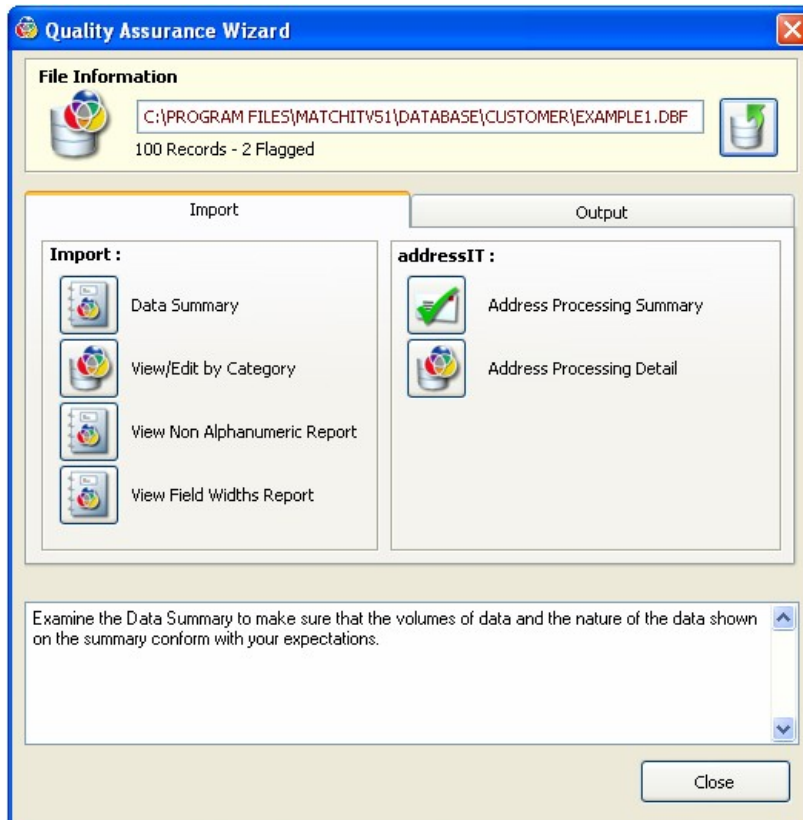 Quality Assurance Wizard
File Information
C:\PROGRAM FILES\MATCHITV51\DATABASE\CUSTOMER\EXAMPLE1.DBF
100 Records - 2 Flagged
Import
Output
Import :
Data Summary
View/Edit by Category
View Non Alphanumeric Report
View Field Widths Report
addressIT :
Address Processing Summary
Address Processing Detail
Examine the Data Summary to make sure that the volumes of data and the nature of the data shown
on the summary conform with your expectations.
Close